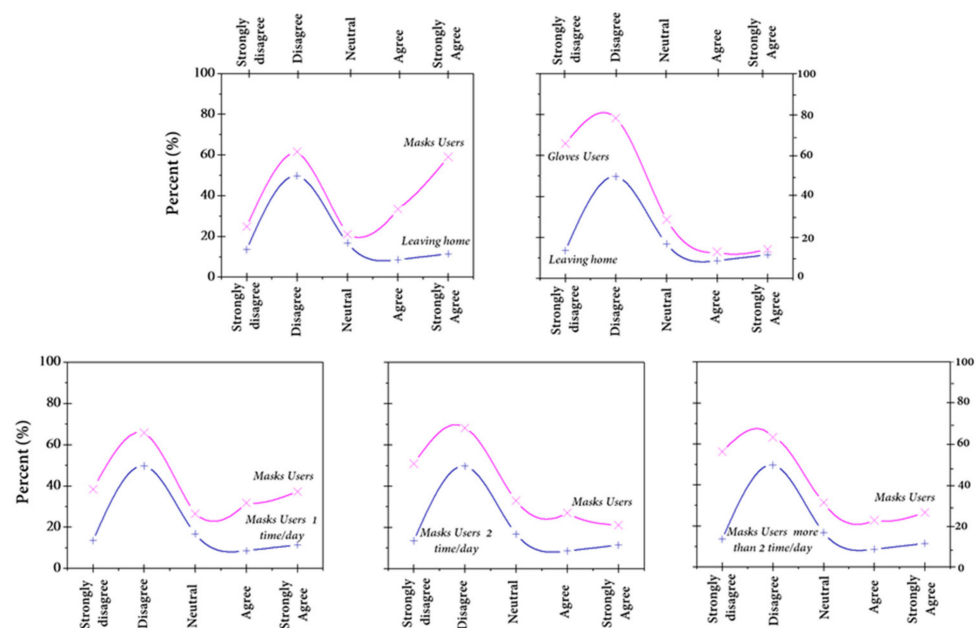 Strongly
disagree
Disagree
Neutral
Agree
Strongly
Agree
Strongly
disagree
Disagree
Neutral
Agree
Strongly
Agree
Percent (%)
100
80
60
40
20
0
Masks Users
Leaving home
100
80
60
40
20
0
Gloves Users
Leaving home
Strongly
disagree
Disagree
Neutral
Agree
Strongly
Agree
Strongly
disagree
Disagree
Neutral
Agree
Strongly
Agree
Percent (%)
100
80
60
40
20
0
Masks Users
Masks Users 1
time/day
Masks Users
Masks Users 2
time/day
100
80
60
40
20
0
Masks Users
Masks Users more
than 2 time/day
Strongly
disagree
Disagree
Neutral
Agree
Strongly
Agree
Strongly
disagree
Disagree
Neutral
Agree
Strongly
Agree
Strongly
disagree
Disagree
Neutral
Agree
Strongly
Agree